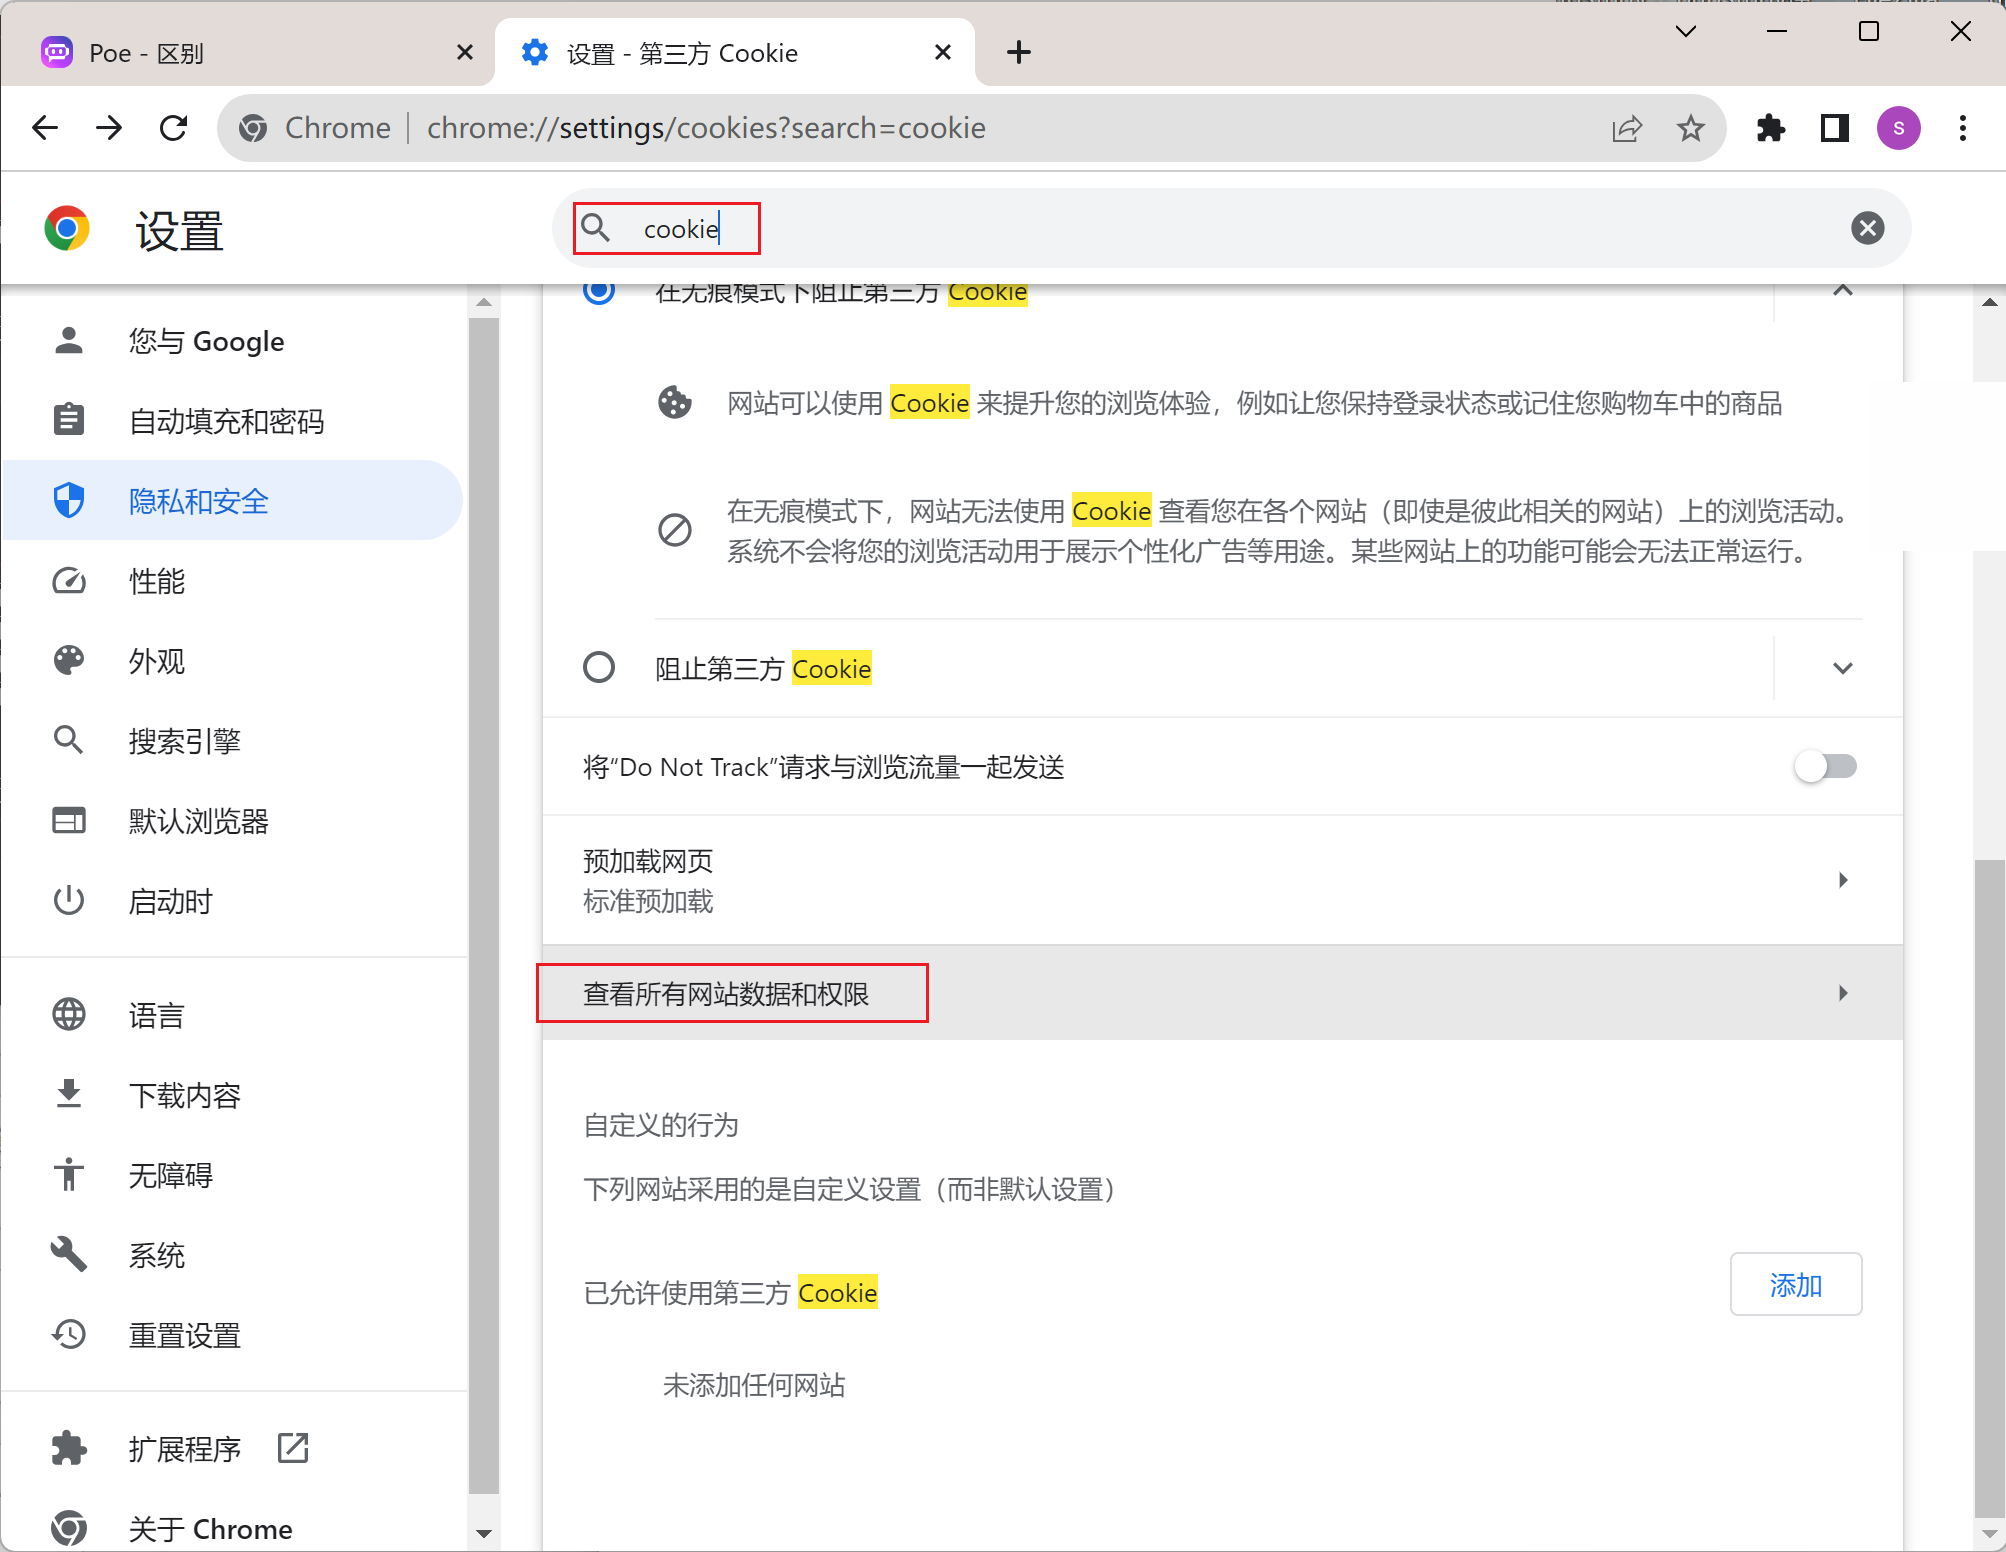 Poe - 区别
设置 - 第三方 Cookie
Chrome
chrome://settings/cookies?search=cookie
S
设置
cookie
您与 Google
自动填充和密码
隐私和安全
性能
外观
搜索引擎
默认浏览器
启动时
语言
下载内容
无障碍
系统
重置设置
扩展程序
关于 Chrome
在无痕模式下阻止第三方 Cookie
网站可以使用 Cookie 来提升您的浏览体验，例如让您保持登录状态或记住您购物车中的商品
在无痕模式下，网站无法使用 Cookie 查看您在各个网站（即使是彼此相关的网站）上的浏览活动。
系统不会将您的浏览活动用于展示个性化广告等用途。某些网站上的功能可能会无法正常运行。
阻止第三方 Cookie
将“Do Not Track”请求与浏览流量一起发送
预加载网页
标准预加载
查看所有网站数据和权限
自定义的行为
下列网站采用的是自定义设置（而非默认设置）
已允许使用第三方 Cookie
添加
未添加任何网站